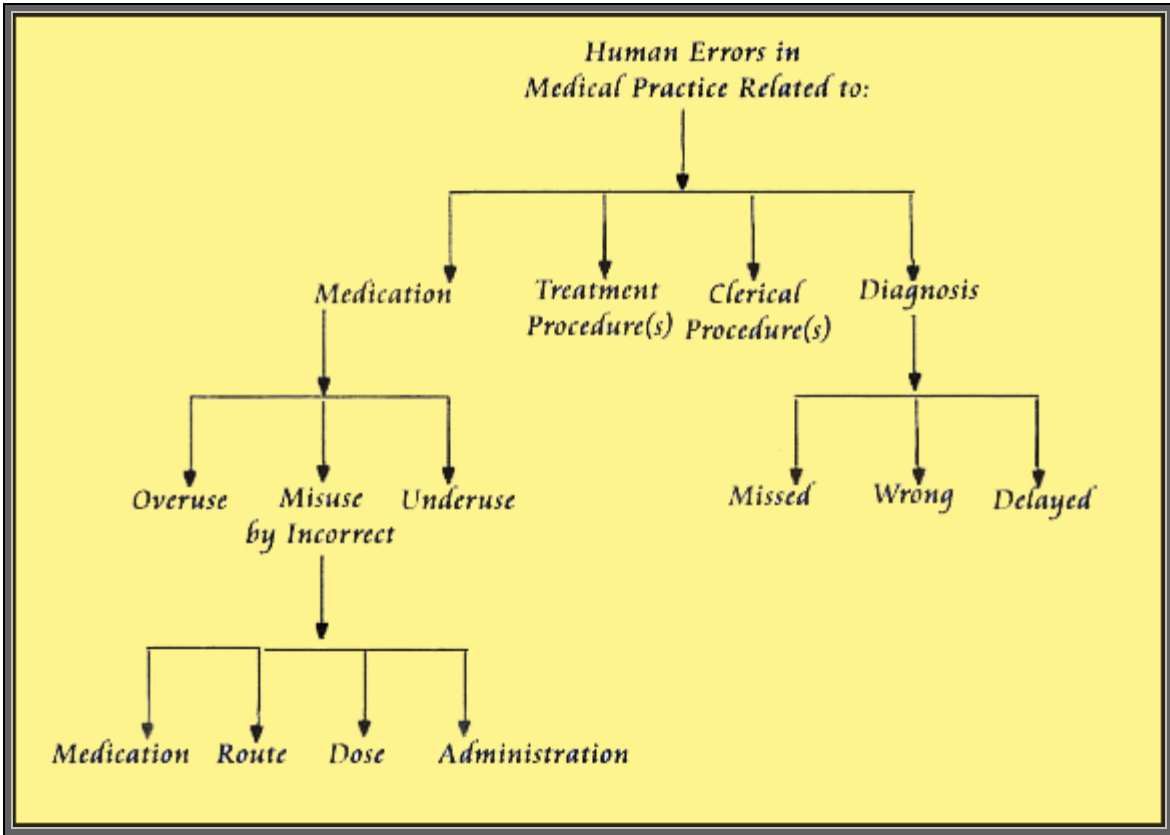 Human Errors in
Medical Practice Related to:
Medication
Treatment
Procedure(s)
Clerical
Procedure(s)
Diagnosis
Overuse
Misuse
by Incorrect
Underuse
Missed
Wrong
Delayed
Medication
Route
Dose
Administration